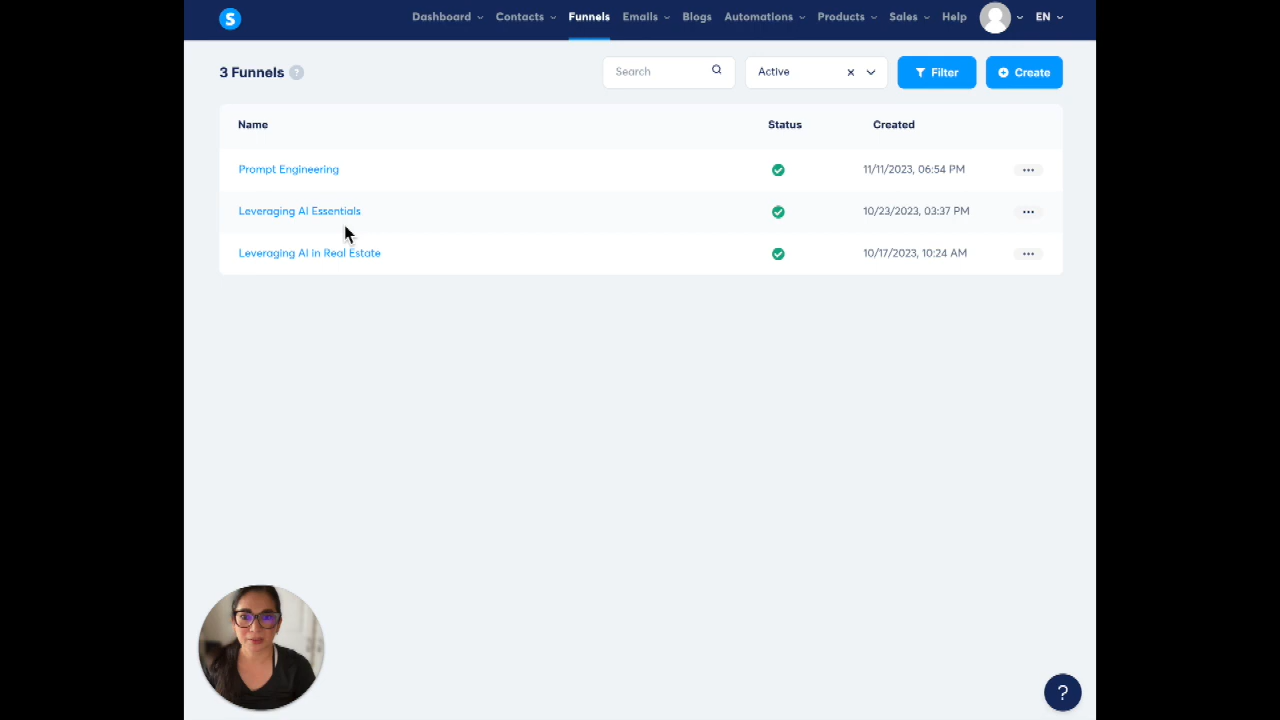 S Dashboard Contacts Funnels Emails Blogs Automations Products Sales Help EN
3 Funnels ? Search Active Filter Create
Name Status Created
Prompt Engineering 11/11/2023, 06:54 PM
Leveraging AI Essentials 10/23/2023, 03:37 PM
Leveraging AI in Real Estate 10/17/2023, 10:24 AM
?